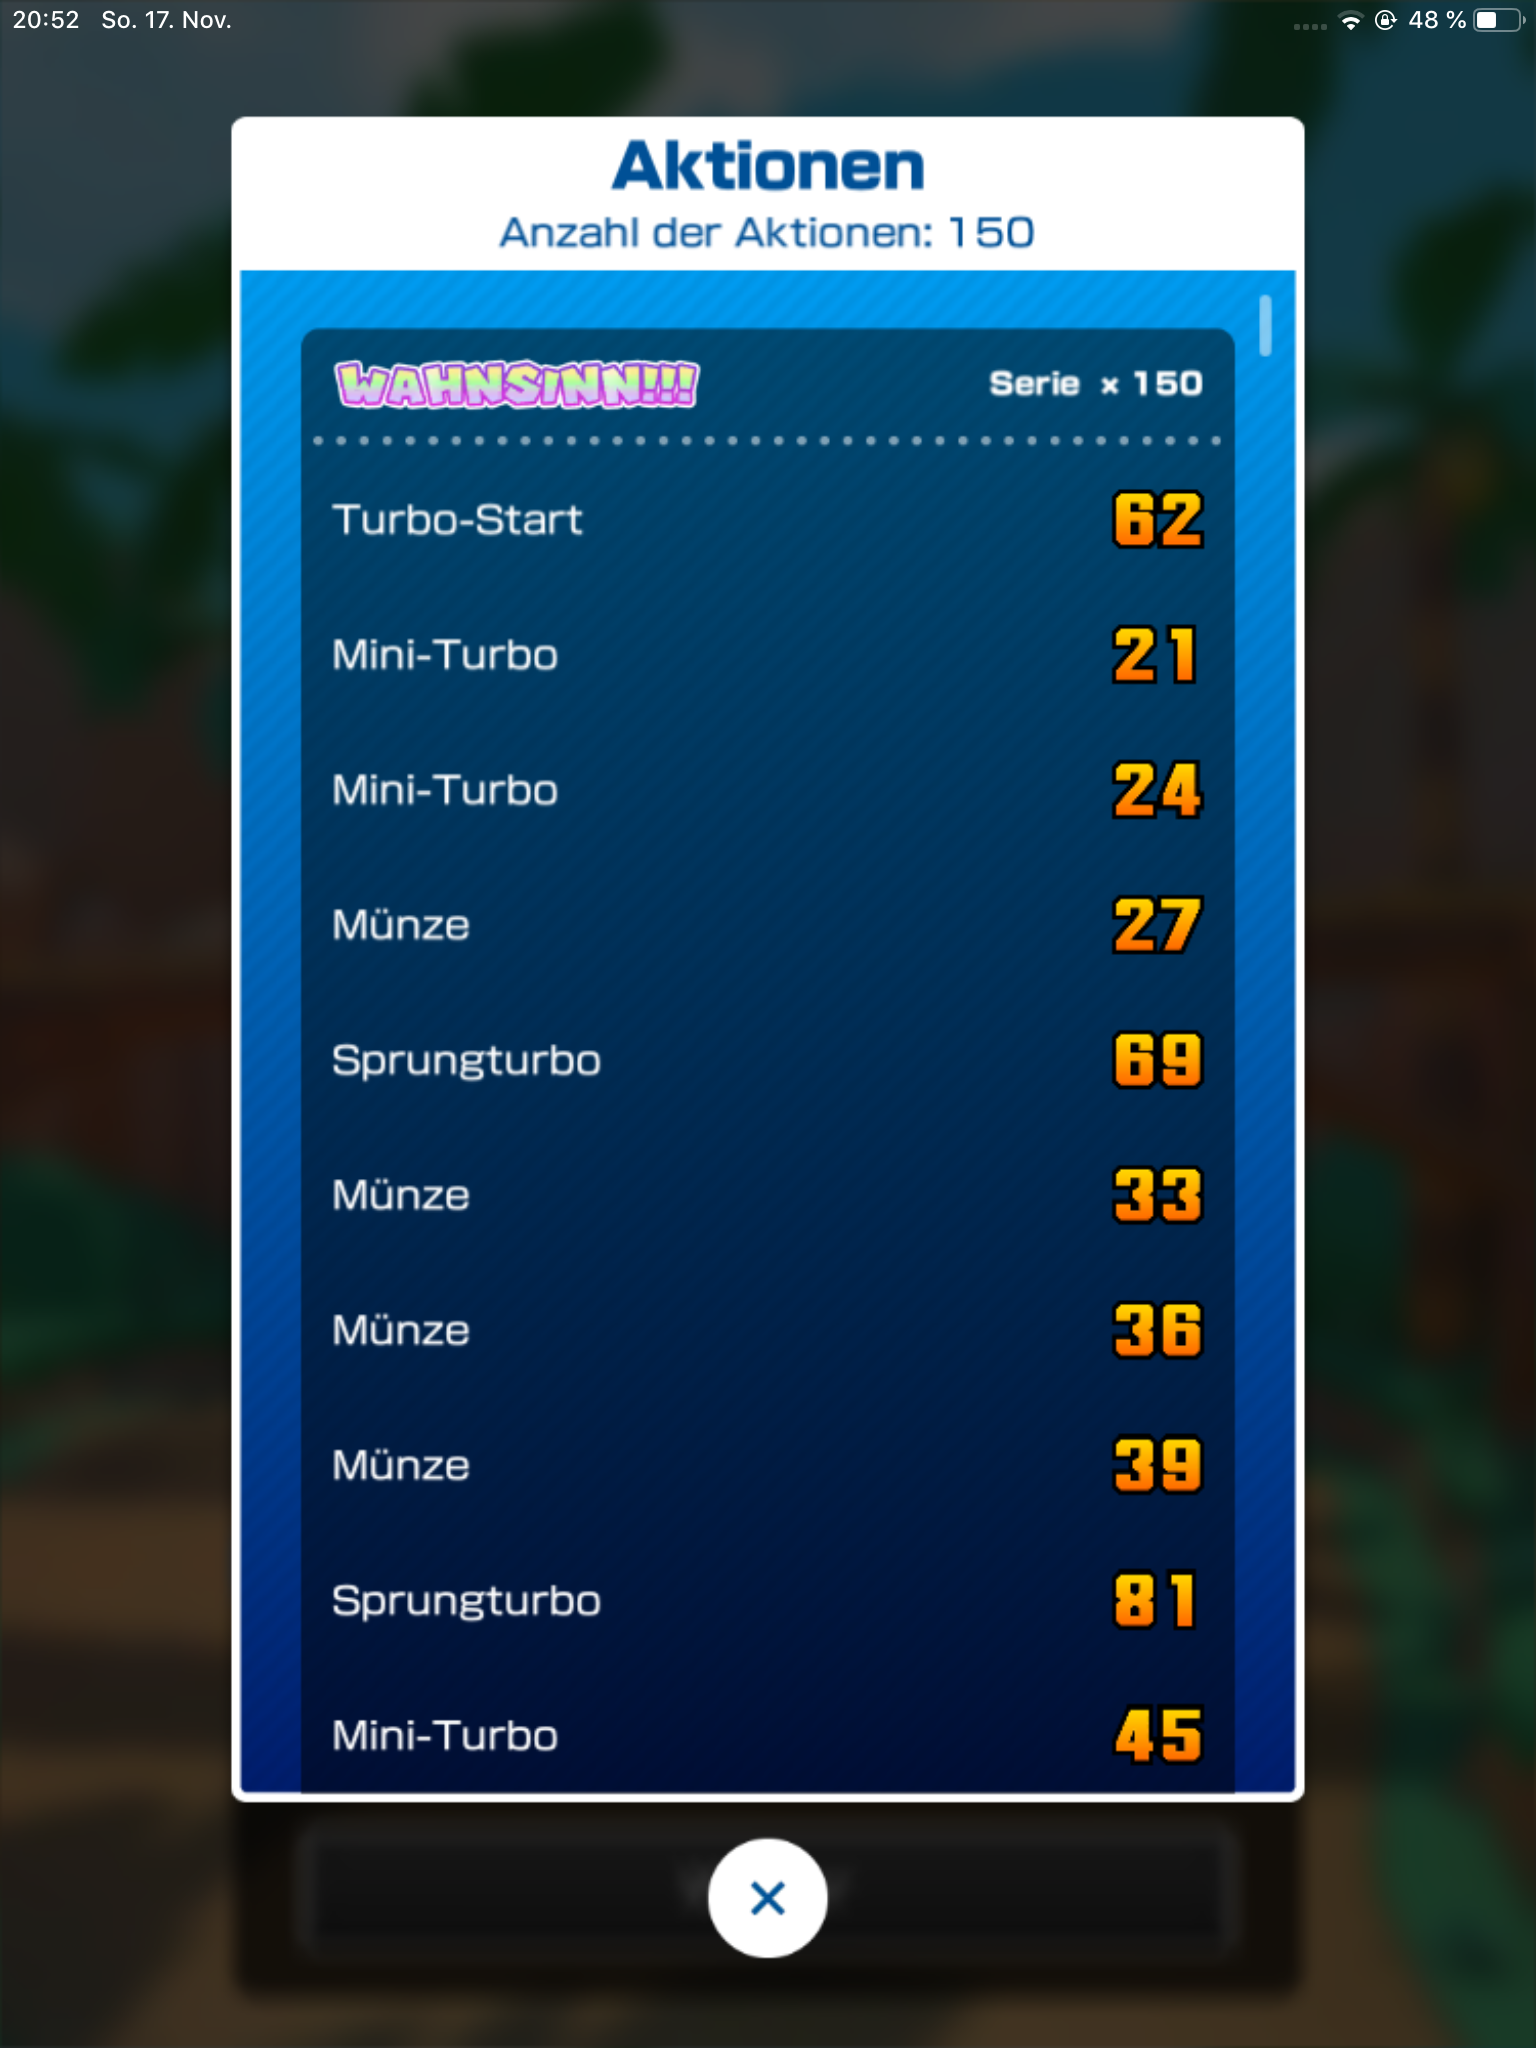 20:52 So. 17. Nov. 48 %
Aktionen
Anzahl der Aktionen: 150
WAHNSINN!!! Serie × 150
Turbo-Start 62
Mini-Turbo 21
Mini-Turbo 24
Münze 27
Sprungturbo 69
Münze 33
Münze 36
Münze 39
Sprungturbo 81
Mini-Turbo 45